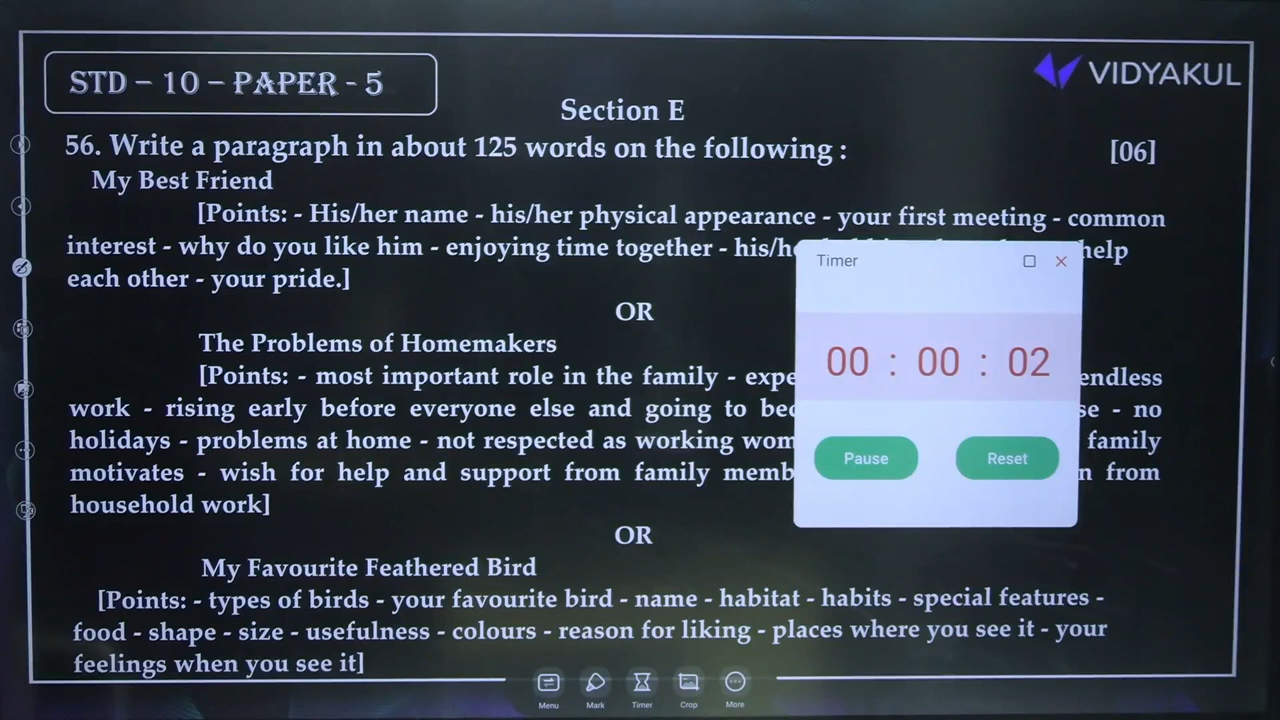 STD – 10 – PAPER - 5
VIDYAKUL
Section E
56. Write a paragraph in about 125 words on the following :
[06]
My Best Friend
[Points: - His/her name - his/her physical appearance - your first meeting - common
interest - why do you like him - enjoying time together - help
each other - your pride.]
OR
The Problems of Homemakers
[Points: - most important role in the family - endless
work - rising early before everyone else and going to - no
holidays - problems at home - not respected as working family
motivates - wish for help and support from family from
household work]
OR
My Favourite Feathered Bird
[Points: - types of birds - your favourite bird - name - habitat - habits - special features -
food - shape - size - usefulness - colours - reason for liking - places where you see it - your
feelings when you see it]
Timer
00 : 00 : 02
Pause Reset
Menu Mark Timer Crop More